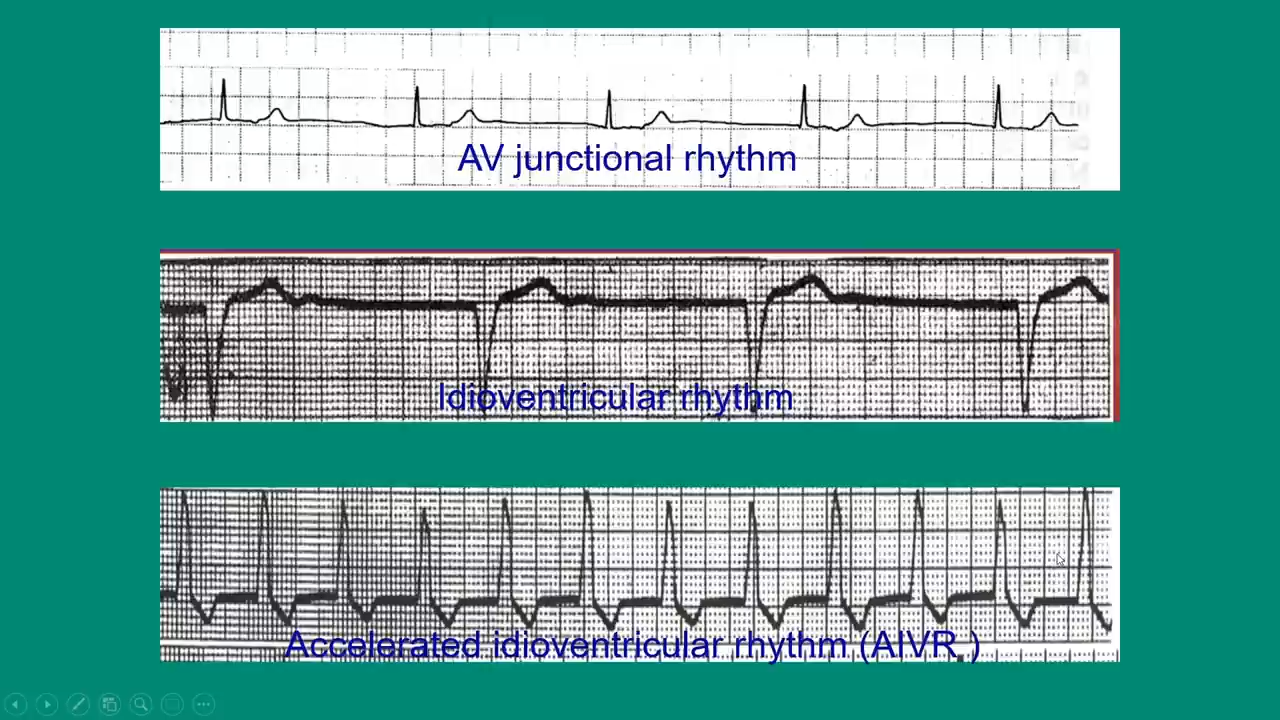 AV junctional rhythm
Idioventricular rhythm
Accelerated idioventricular rhythm (AIVR )